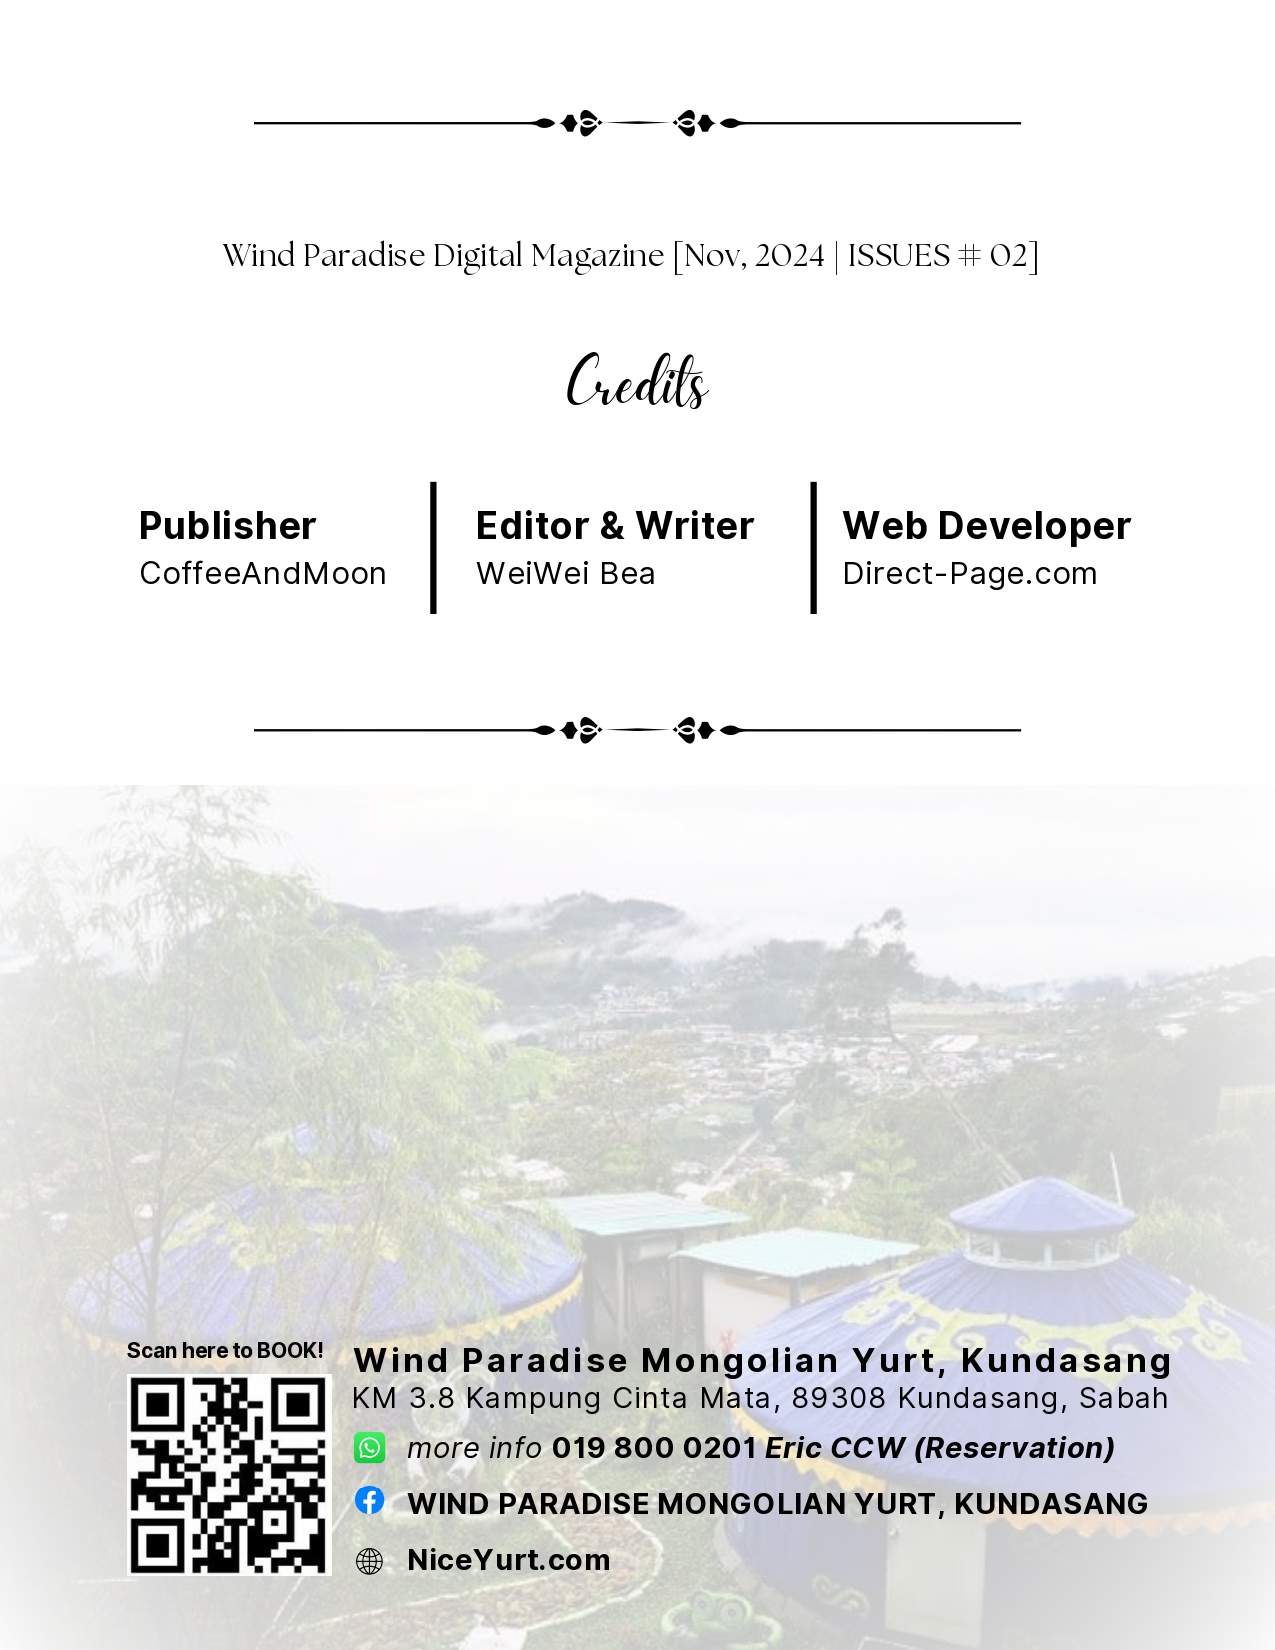 Wind Paradise Digital Magazine [Nov, 2024 | ISSUES # 02]
Credits
Publisher
CoffeeAndMoon
Editor & Writer
WeiWei Bea
Web Developer
Direct-Page.com
Scan here to BOOK!
Wind Paradise Mongolian Yurt, Kundasang
KM 3.8 Kampung Cinta Mata, 89308 Kundasang, Sabah
more info 019 800 0201 Eric CCW (Reservation)
WIND PARADISE MONGOLIAN YURT, KUNDASANG
NiceYurt.com